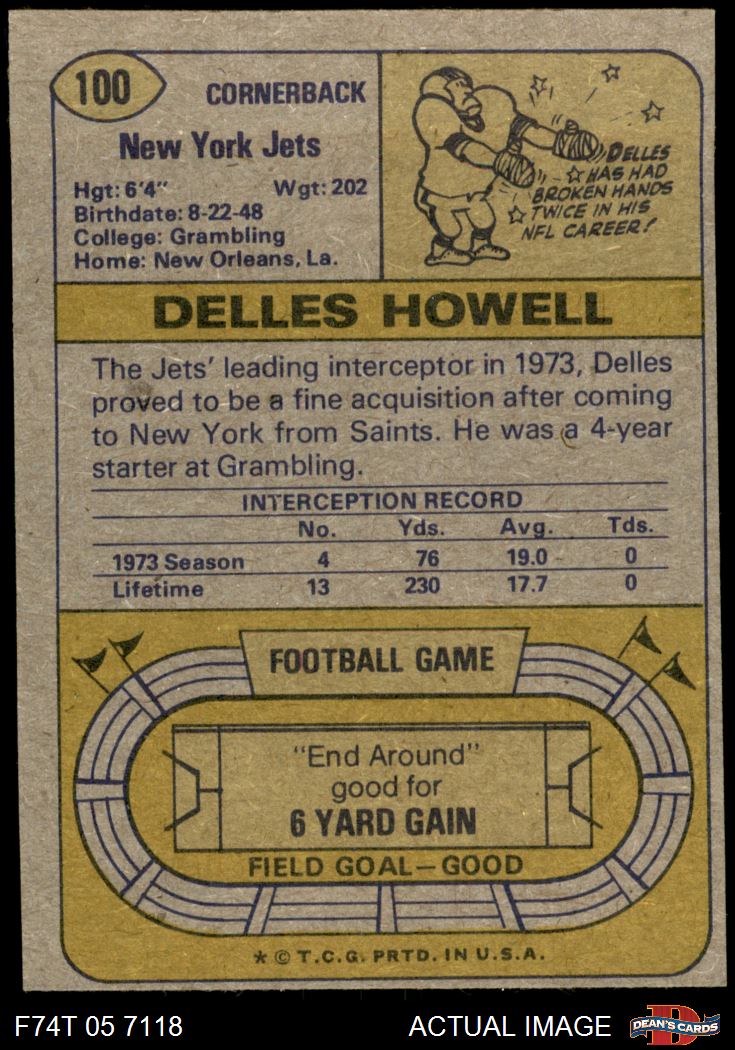 100
CORNERBACK
New York Jets
Hgt: 6'4" Wgt: 202
Birthdate: 8-22-48
College: Grambling
Home: New Orleans, La.
DELLES
HAS HAD
BROKEN HANDS
TWICE IN HIS
NFL CAREER!
DELLES HOWELL
The Jets' leading interceptor in 1973, Delles
proved to be a fine acquisition after coming
to New York from Saints. He was a 4-year
starter at Grambling.
INTERCEPTION RECORD
No. Yds. Avg. Tds.
1973 Season 4 76 19.0 0
Lifetime 13 230 17.7 0
FOOTBALL GAME
"End Around"
good for
6 YARD GAIN
FIELD GOAL—GOOD
* © T.C.G. PRTD. IN U.S.A.
F74T 05 7118 ACTUAL IMAGE
D
DEAN'S CARDS